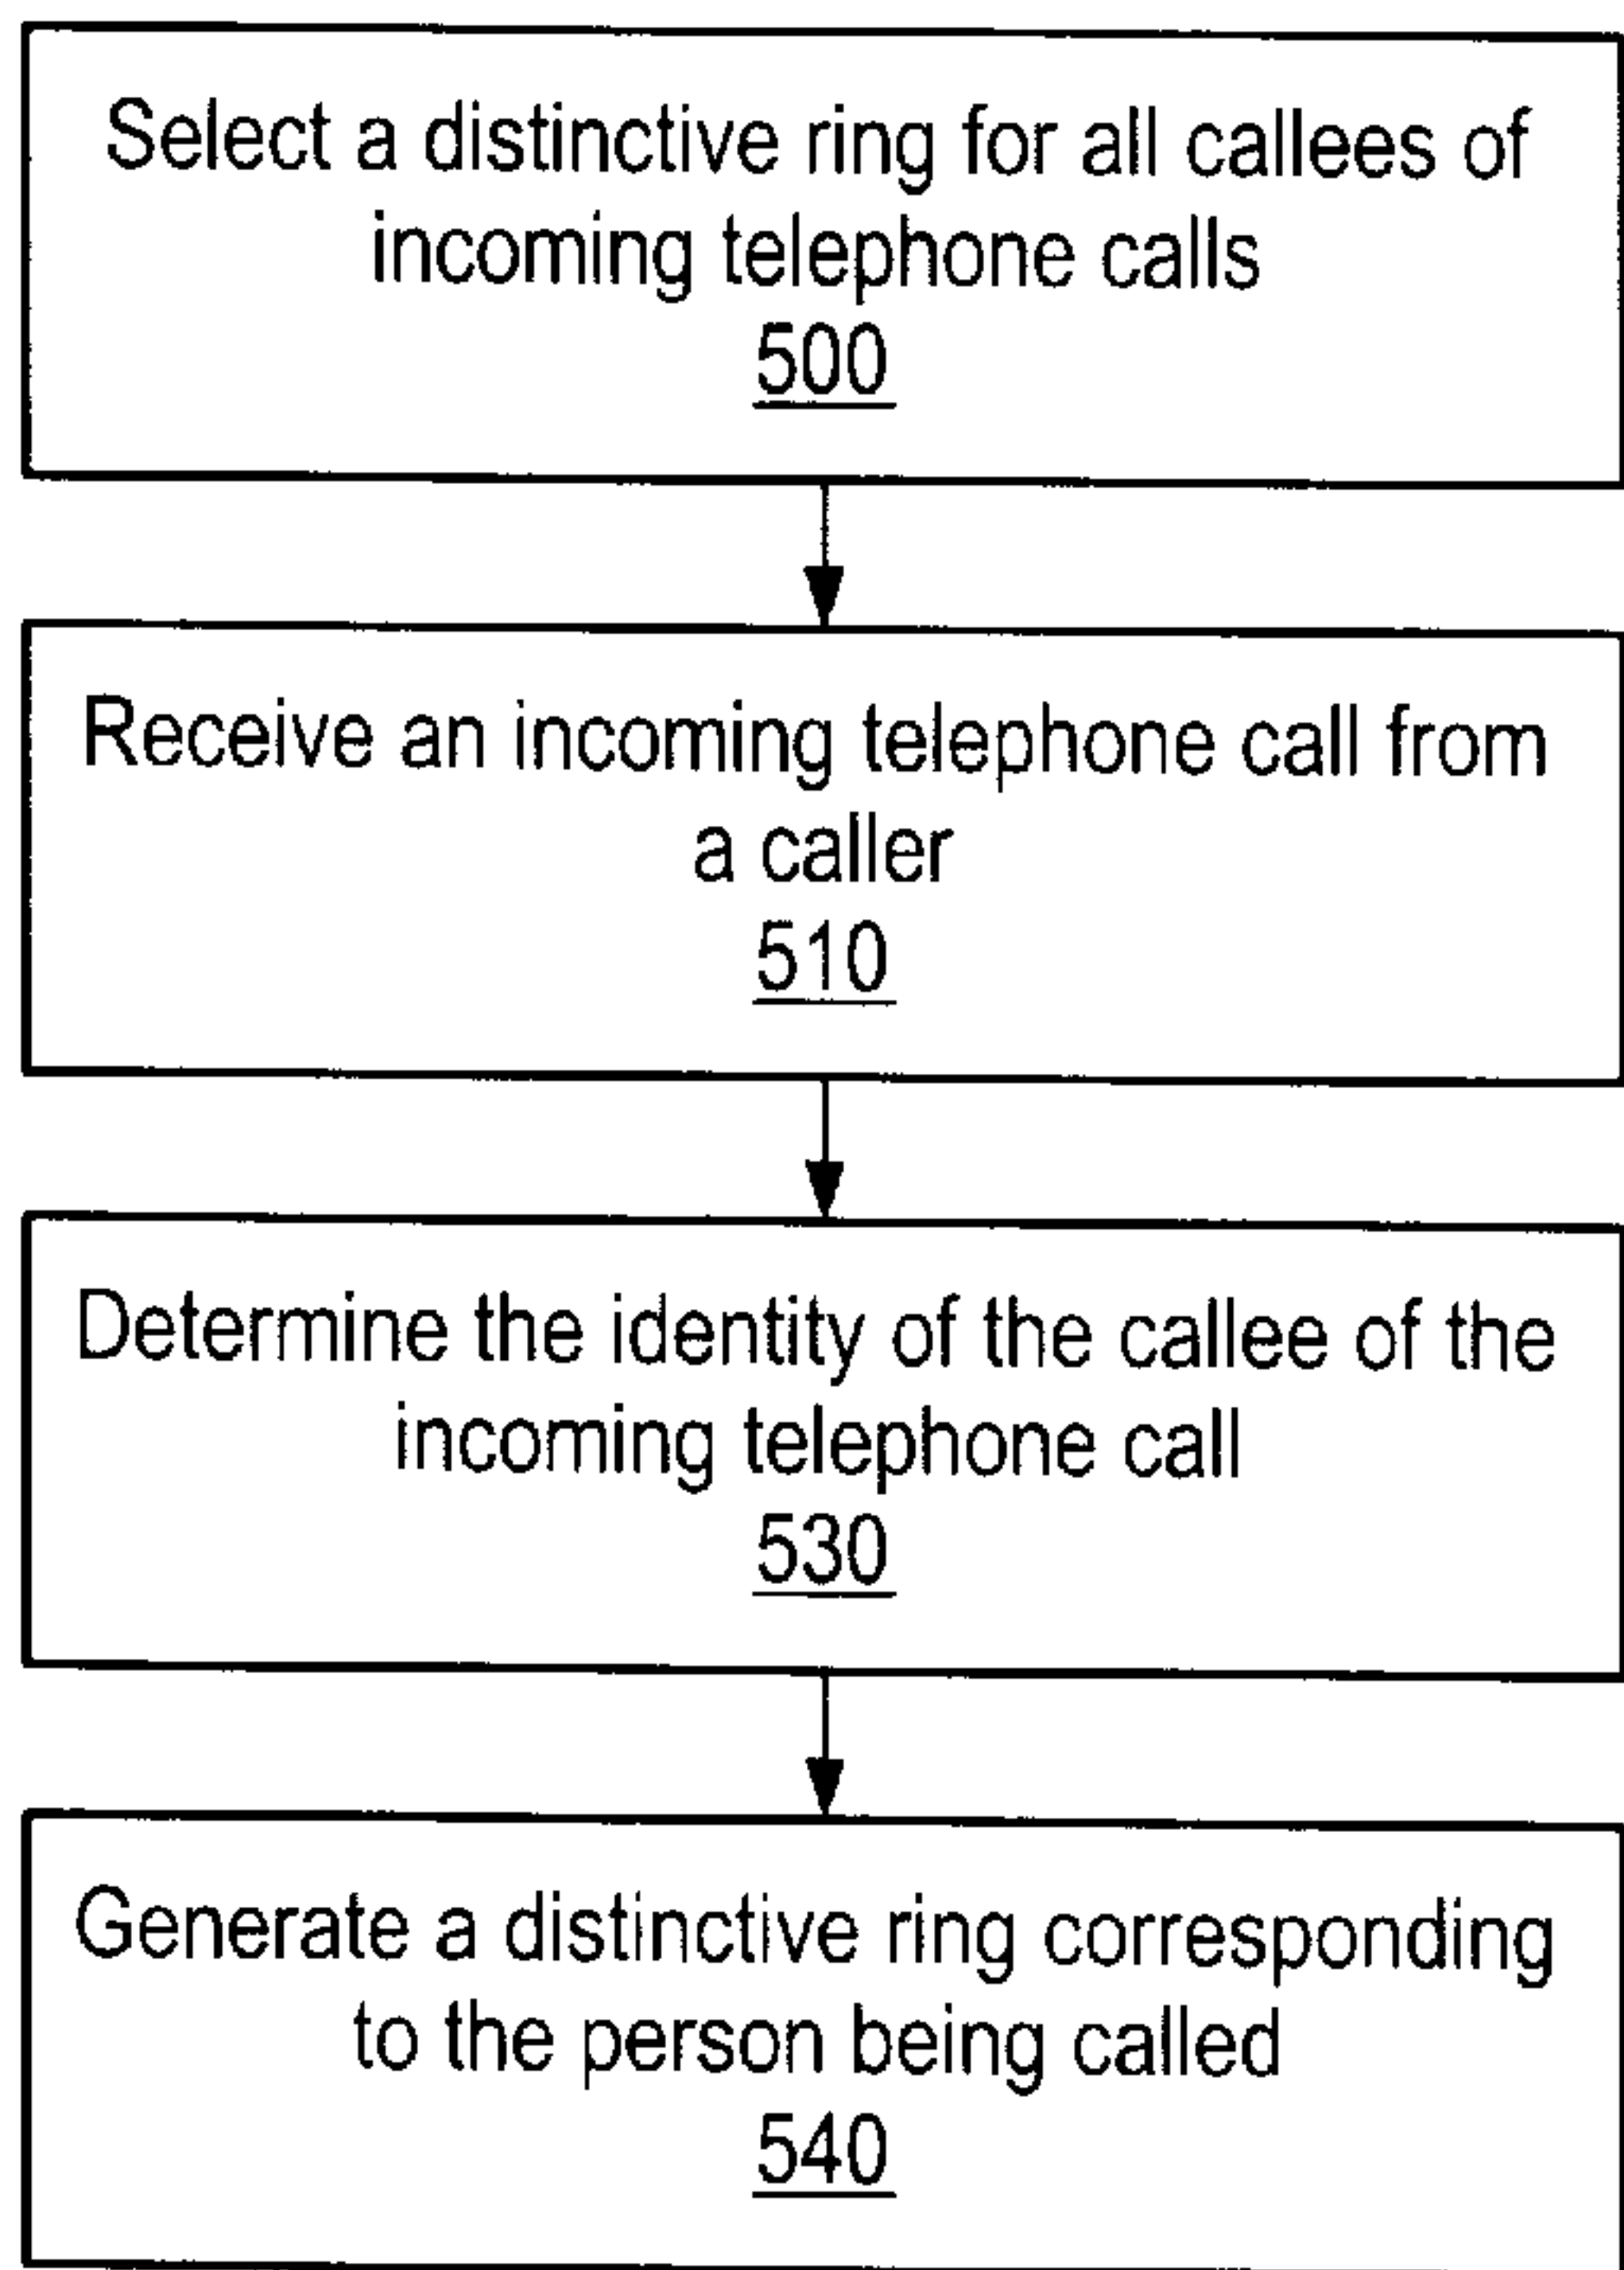 Select a distinctive ring for all callees of
incoming telephone calls
500
Receive an incoming telephone call from
a caller
510
Determine the identity of the callee of the
incoming telephone call
530
Generate a distinctive ring corresponding
to the person being called
540